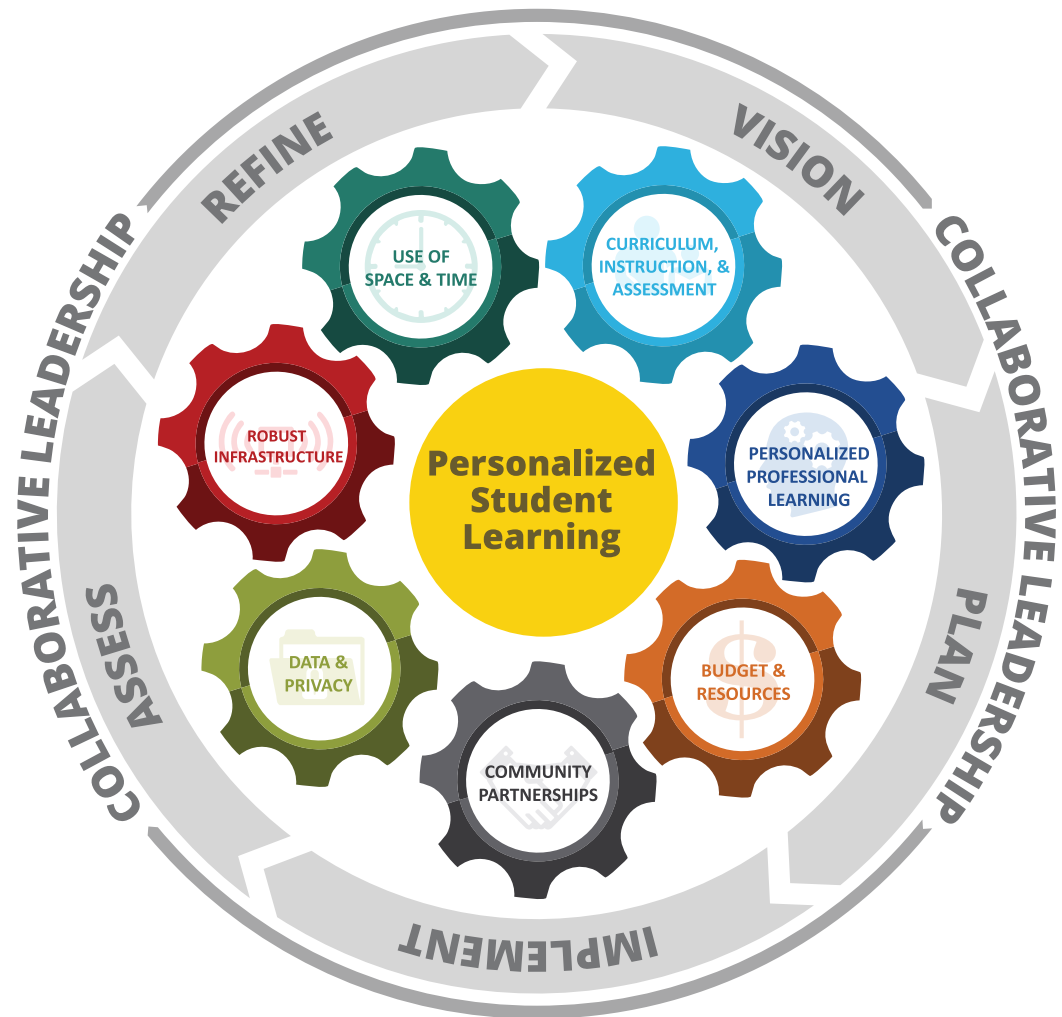 COLLABORATIVE LEADERSHIP
COLLABORATIVE LEADERSHIP
VISION
PLAN
IMPLEMENT
ASSESS
REFINE
CURRICULUM,
INSTRUCTION, &
ASSESSMENT
PERSONALIZED
PROFESSIONAL
LEARNING
BUDGET &
RESOURCES
COMMUNITY
PARTNERSHIPS
DATA &
PRIVACY
ROBUST
INFRASTRUCTURE
USE OF
SPACE & TIME
Personalized
Student
Learning